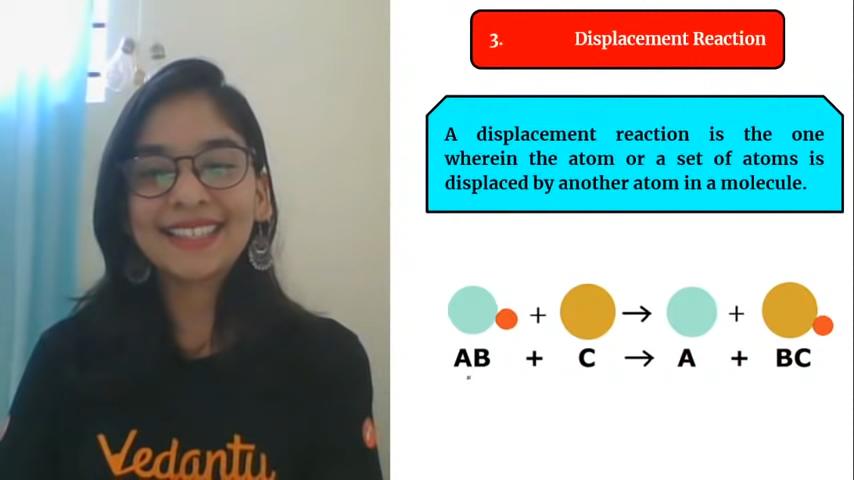 3. Displacement Reaction
A displacement reaction is the one
wherein the atom or a set of atoms is
displaced by another atom in a molecule.
+ → +
AB + C → A + BC
Vedantu